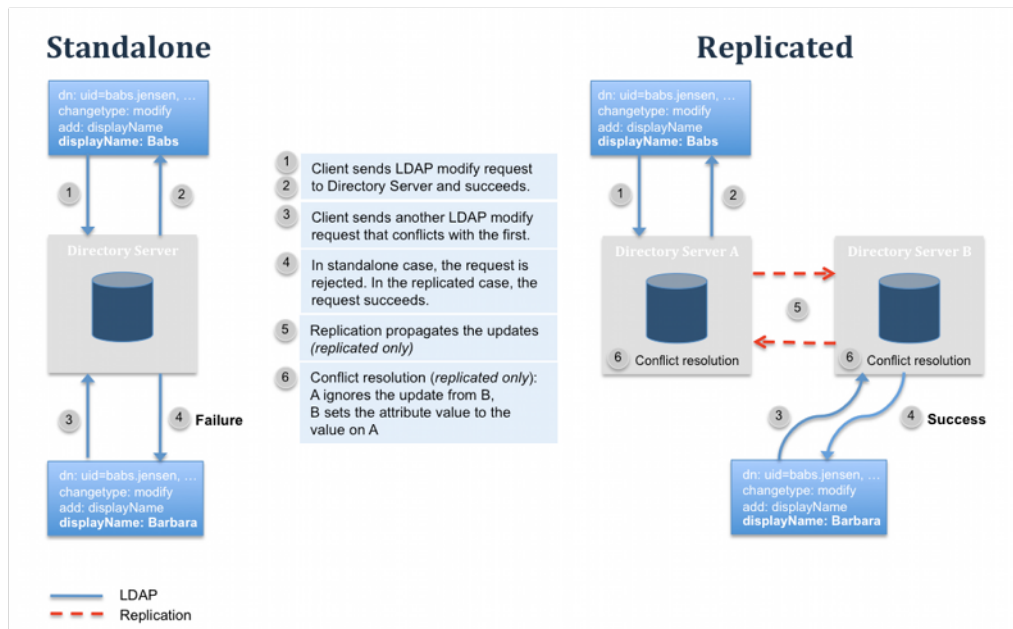 Standalone
dn: uid=babs.jensen, ...
changetype: modify
add: displayName
displayName: Babs
1
2
Directory Server
3
4
Failure
dn: uid=babs.jensen, ...
changetype: modify
add: displayName
displayName: Barbara
LDAP
Replication
1
2
Client sends LDAP modify request
to Directory Server and succeeds.
3
Client sends another LDAP modify
request that conflicts with the first.
4
In standalone case, the request is
rejected. In the replicated case, the
request succeeds.
5
Replication propagates the updates
(replicated only)
6
Conflict resolution (replicated only):
A ignores the update from B,
B sets the attribute value to the
value on A
Replicated
dn: uid=babs.jensen, ...
changetype: modify
add: displayName
displayName: Babs
1
2
Directory Server A
6 Conflict resolution
5
Directory Server B
6 Conflict resolution
3
4
Success
dn: uid=babs.jensen, ...
changetype: modify
add: displayName
displayName: Barbara